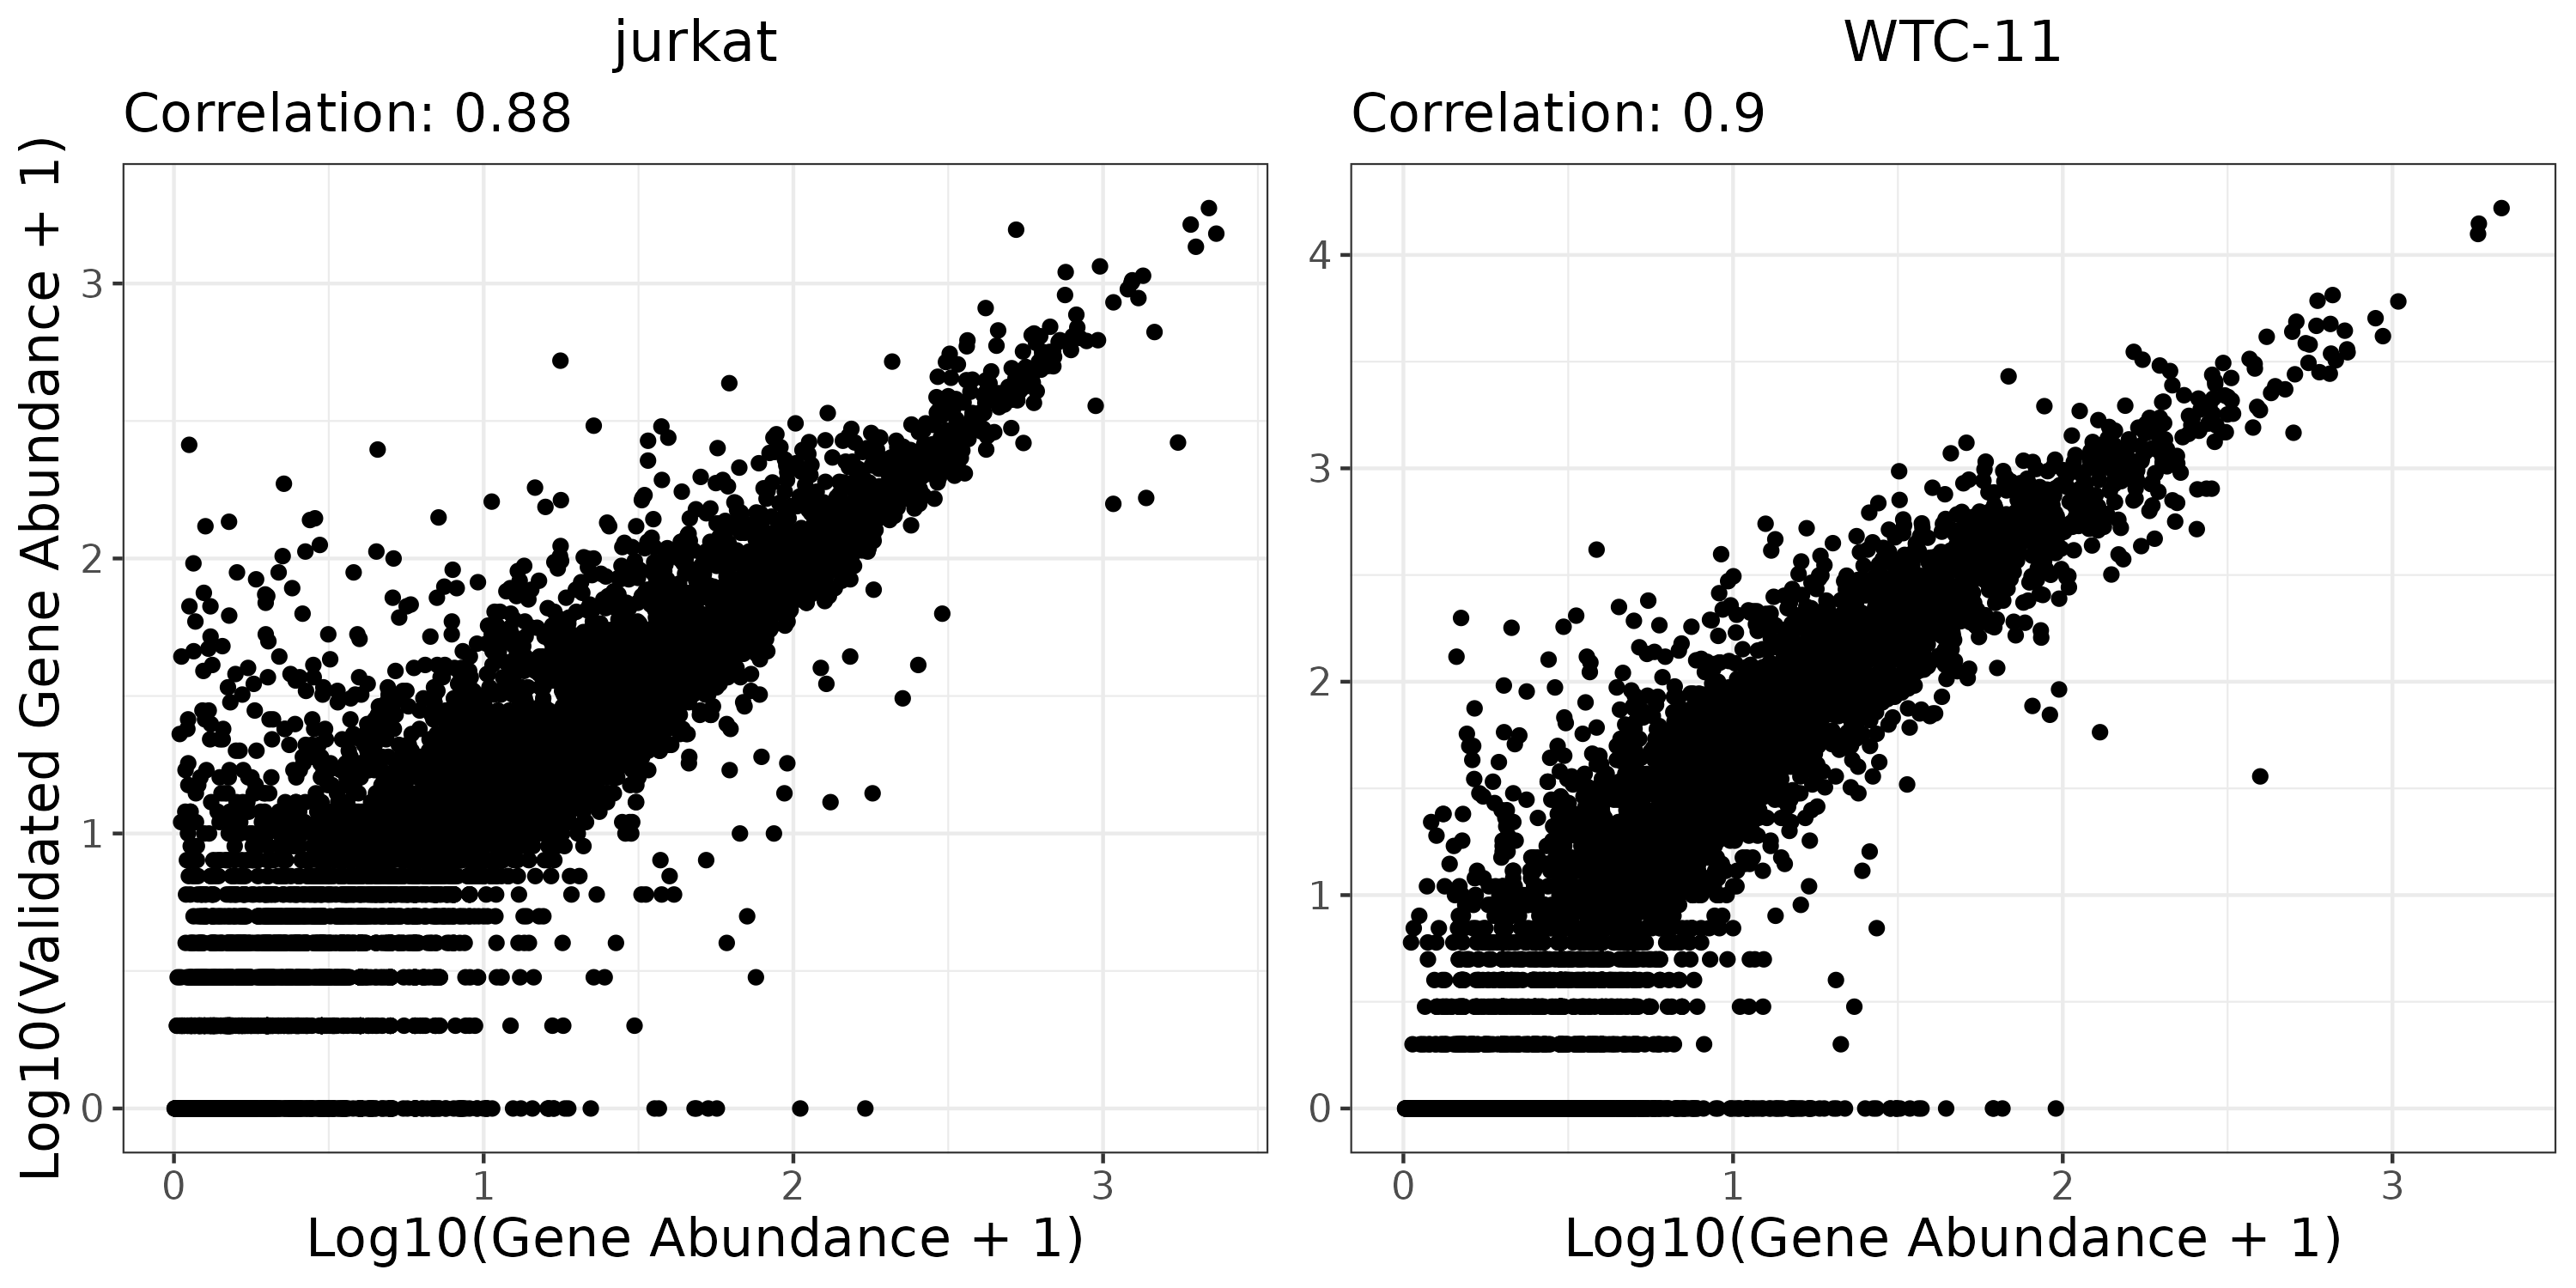 jurkat
Correlation: 0.88
Log10(Validated Gene Abundance + 1)
3
2
1
0
0 1 2 3
Log10(Gene Abundance + 1)
WTC-11
Correlation: 0.9
4
3
2
1
0
0 1 2 3
Log10(Gene Abundance + 1)